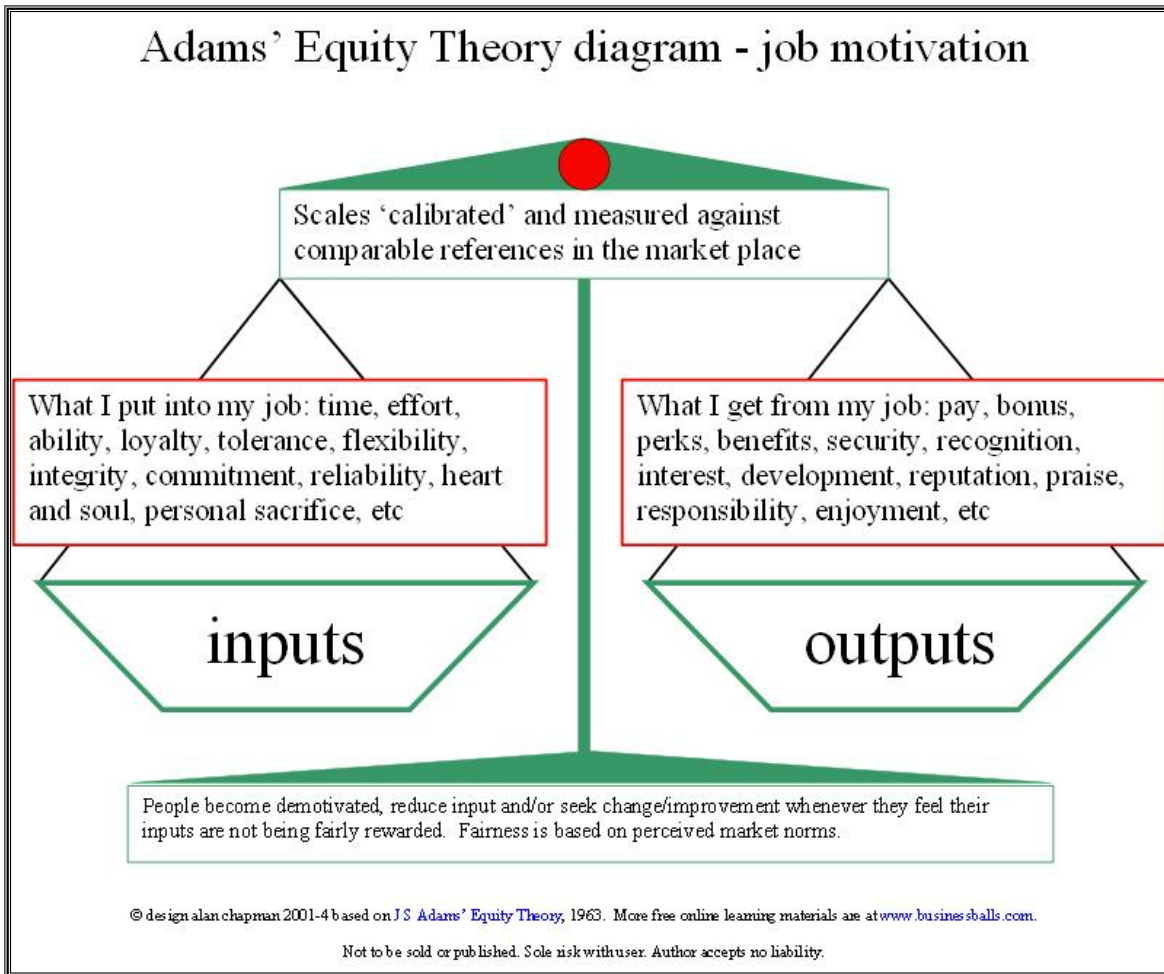 Adams’ Equity Theory diagram - job motivation
Scales ‘calibrated’ and measured against
comparable references in the market place
What I put into my job: time, effort,
ability, loyalty, tolerance, flexibility,
integrity, commitment, reliability, heart
and soul, personal sacrifice, etc
What I get from my job: pay, bonus,
perks, benefits, security, recognition,
interest, development, reputation, praise,
responsibility, enjoyment, etc
inputs
outputs
People become demotivated, reduce input and/or seek change/improvement whenever they feel their
inputs are not being fairly rewarded.  Fairness is based on perceived market norms.
© design alan chapman 2001-4 based on J S Adams’ Equity Theory, 1963.  More free online learning materials are at www.businessballs.com.
Not to be sold or published. Sole risk with user. Author accepts no liability.